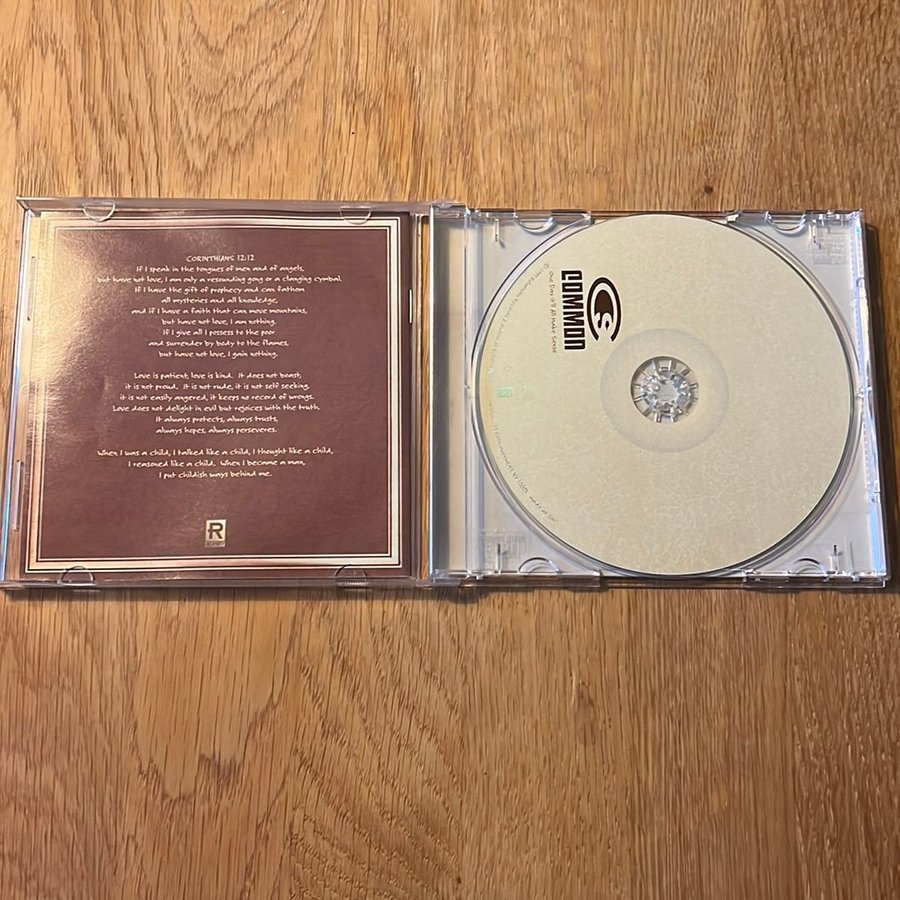 CORINTHIANS 12:12
If I speak in the tongues of men and of angels,
but have not love, I am only a resounding gong or a clanging cymbal.
If I have the gift of prophecy and can fathom
all mysteries and all knowledge,
and if I have a faith that can move mountains,
but have not love, I am nothing.
If I give all I possess to the poor
and surrender by body to the flames,
but have not love, I gain nothing.
Love is patient, love is kind. It does not boast,
it is not proud. It is not rude, it is not self seeking,
it is not easily angered, it keeps no record of wrongs.
Love does not delight in evil but rejoices with the truth.
It always protects, always trusts,
always hopes, always perseveres.
When I was a child, I talked like a child, I thought like a child,
I reasoned like a child. When I became a man,
I put childish ways behind me.
R
COMMON
One Day It'll All Make Sense